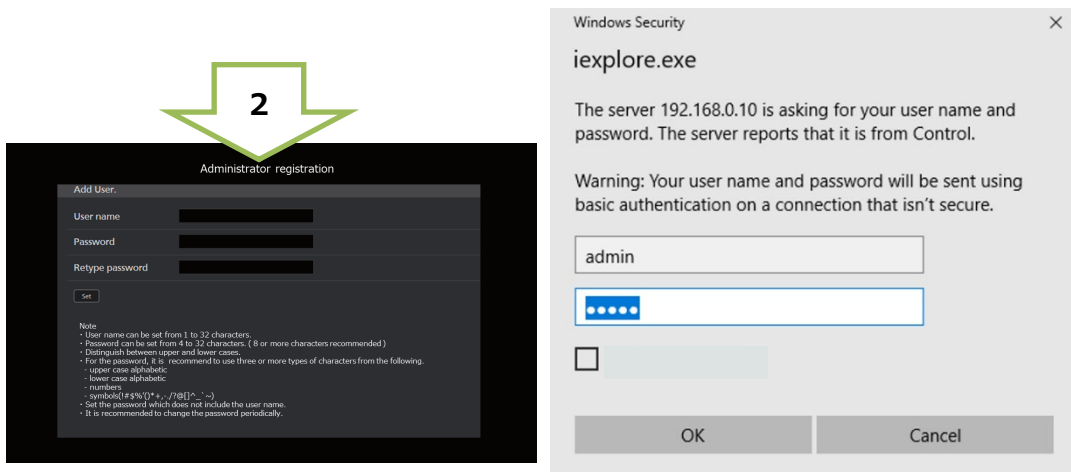 2
Administrator registration
Add User.
User name
Password
Retype password
Set
Note
・User name can be set from 1 to 32 characters.
・Password can be set from 4 to 32 characters. ( 8 or more characters recommended )
・Distinguish between upper and lower cases.
・For the password, it is recommend to use three or more types of characters from the following.
- upper case alphabetic
- lower case alphabetic
- numbers
- symbols(!#$%'()*+,-./?@[]^_`~)
・Set the password which does not include the user name.
・It is recommended to change the password periodically.
Windows Security
iexplore.exe
The server 192.168.0.10 is asking for your user name and
password. The server reports that it is from Control.
Warning: Your user name and password will be sent using
basic authentication on a connection that isn't secure.
admin
●●●●●
OK
Cancel